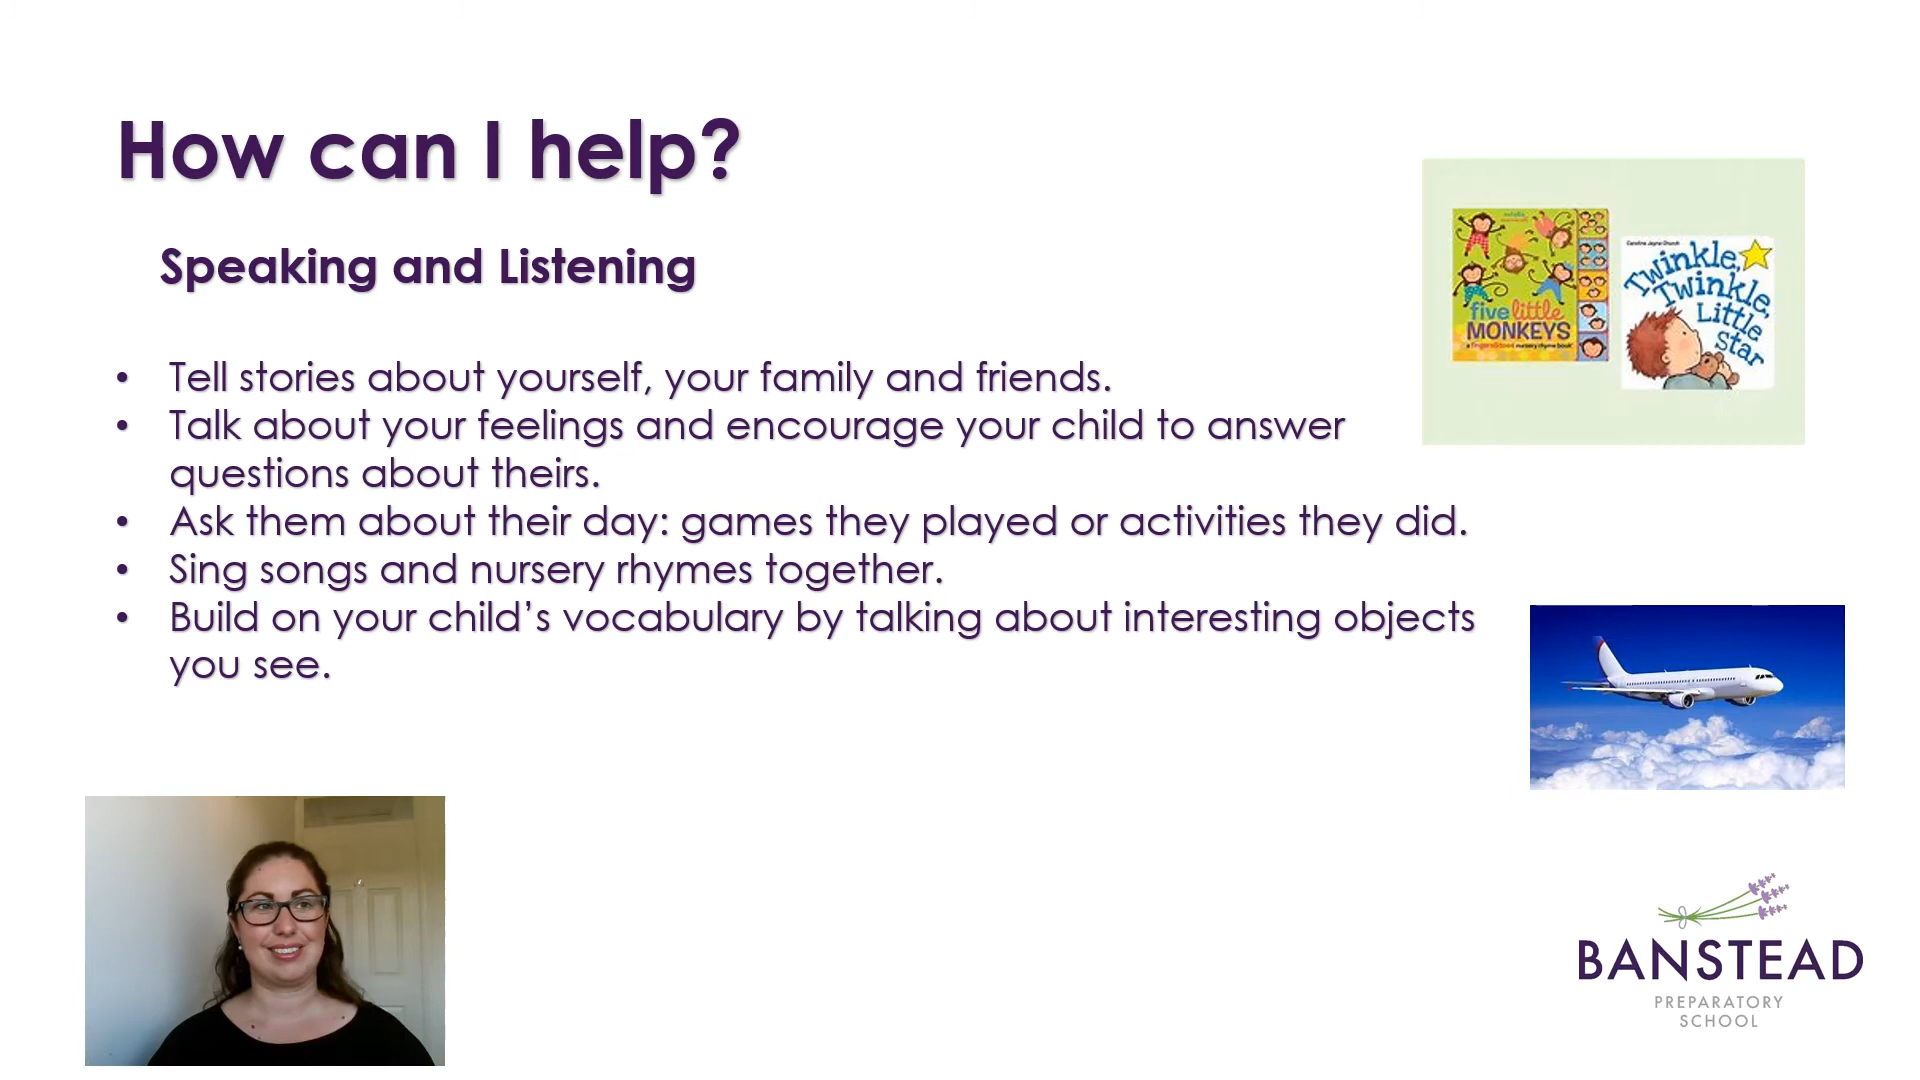 How can I help?
Speaking and Listening
• Tell stories about yourself, your family and friends.
• Talk about your feelings and encourage your child to answer
questions about theirs.
• Ask them about their day: games they played or activities they did.
• Sing songs and nursery rhymes together.
• Build on your child’s vocabulary by talking about interesting objects
you see.
five little
MONKEYS
a fingers & toes nursery rhyme book
Caroline Jayne Church
Twinkle,
Twinkle,
Little
Star
BANSTEAD
PREPARATORY
SCHOOL